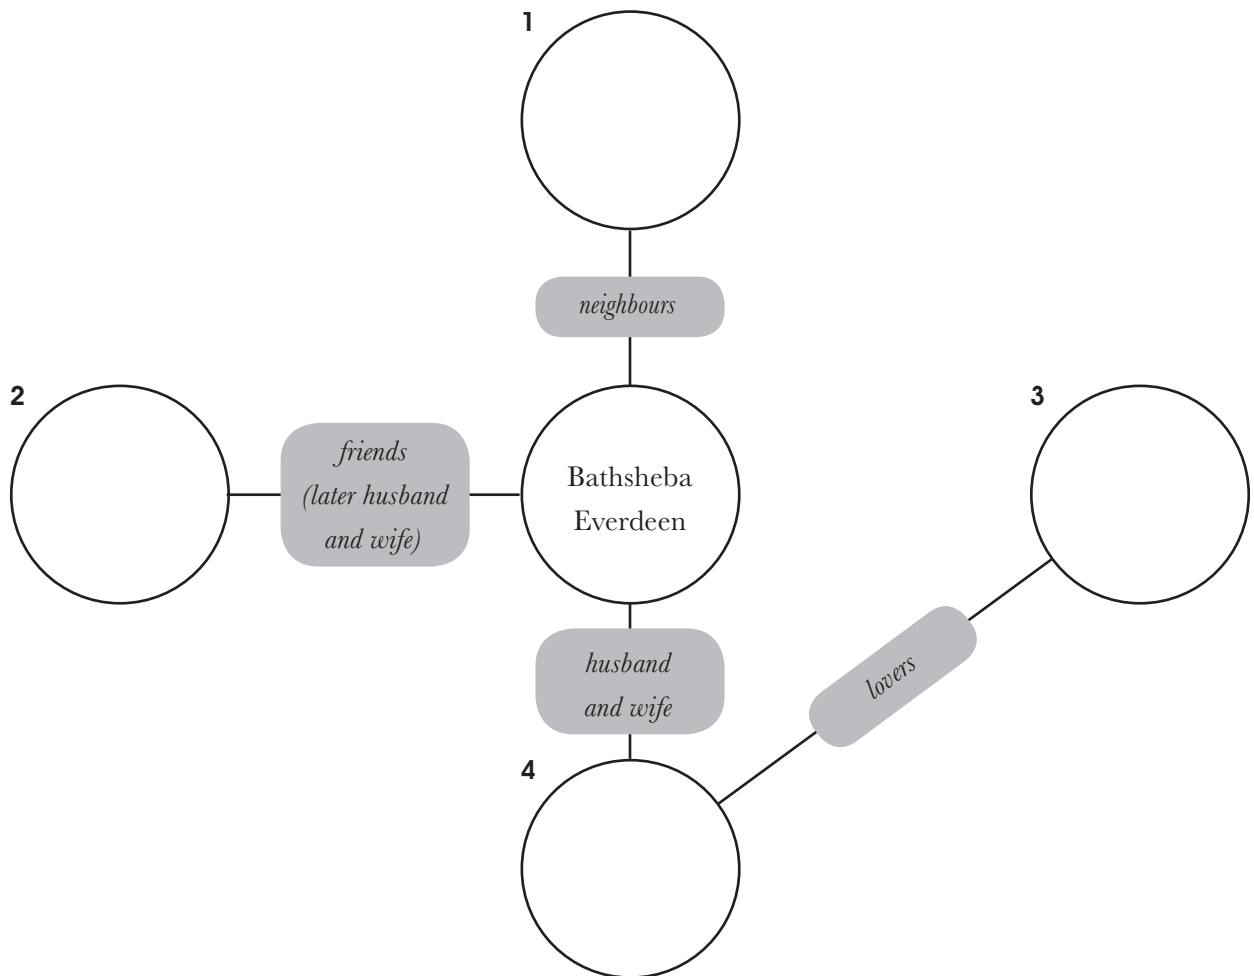 1
neighbours
2
friends
(later husband
and wife)
Bathsheba
Everdeen
3
husband
and wife
lovers
4